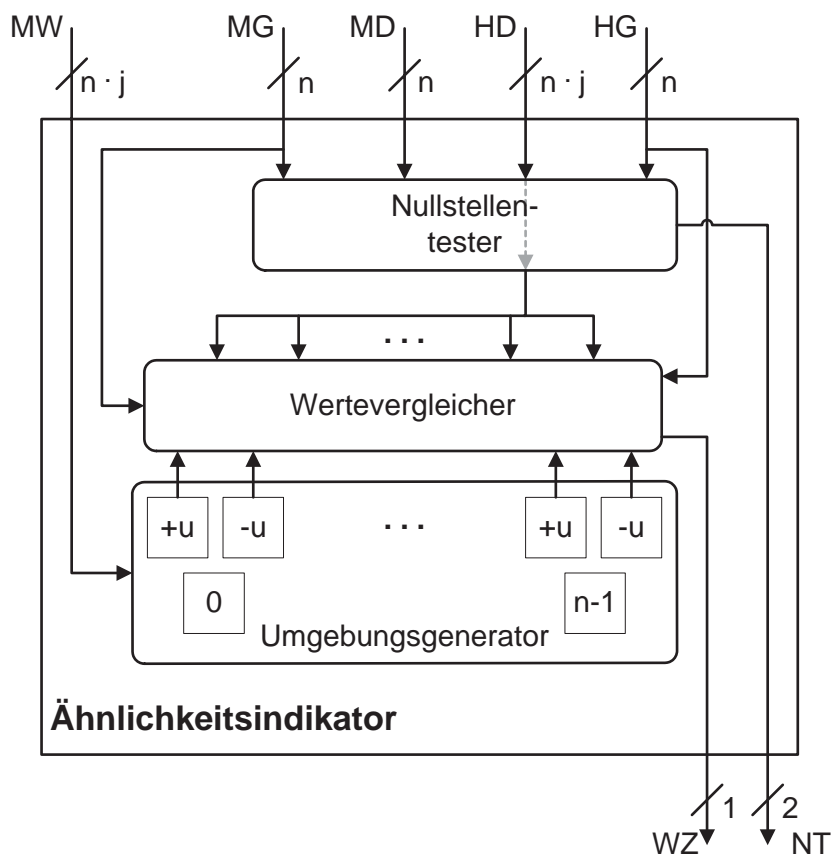 MW MG MD HD HG
n · j n n n · j n
Nullstellen-
tester
...
Wertevergleicher
+u -u ... +u -u
0 n-1
Umgebungsgenerator
Ähnlichkeitsindikator
1 2
WZ NT